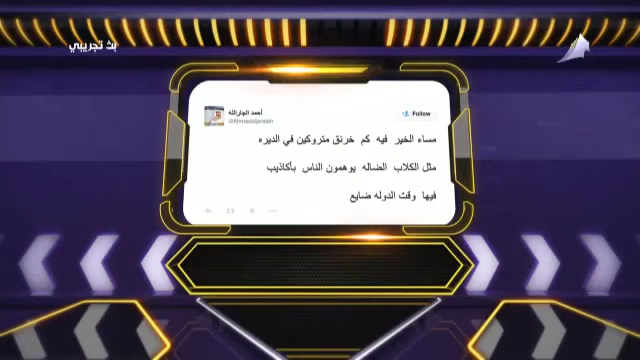 بث تجريبي
أحمد الجارالله
Follow
مساء الخير فيه كم خرنق متروكين في الديره
مثل الكلاب الضاله يوهمون الناس بأكاذيب
فيها وقت الدوله ضايع